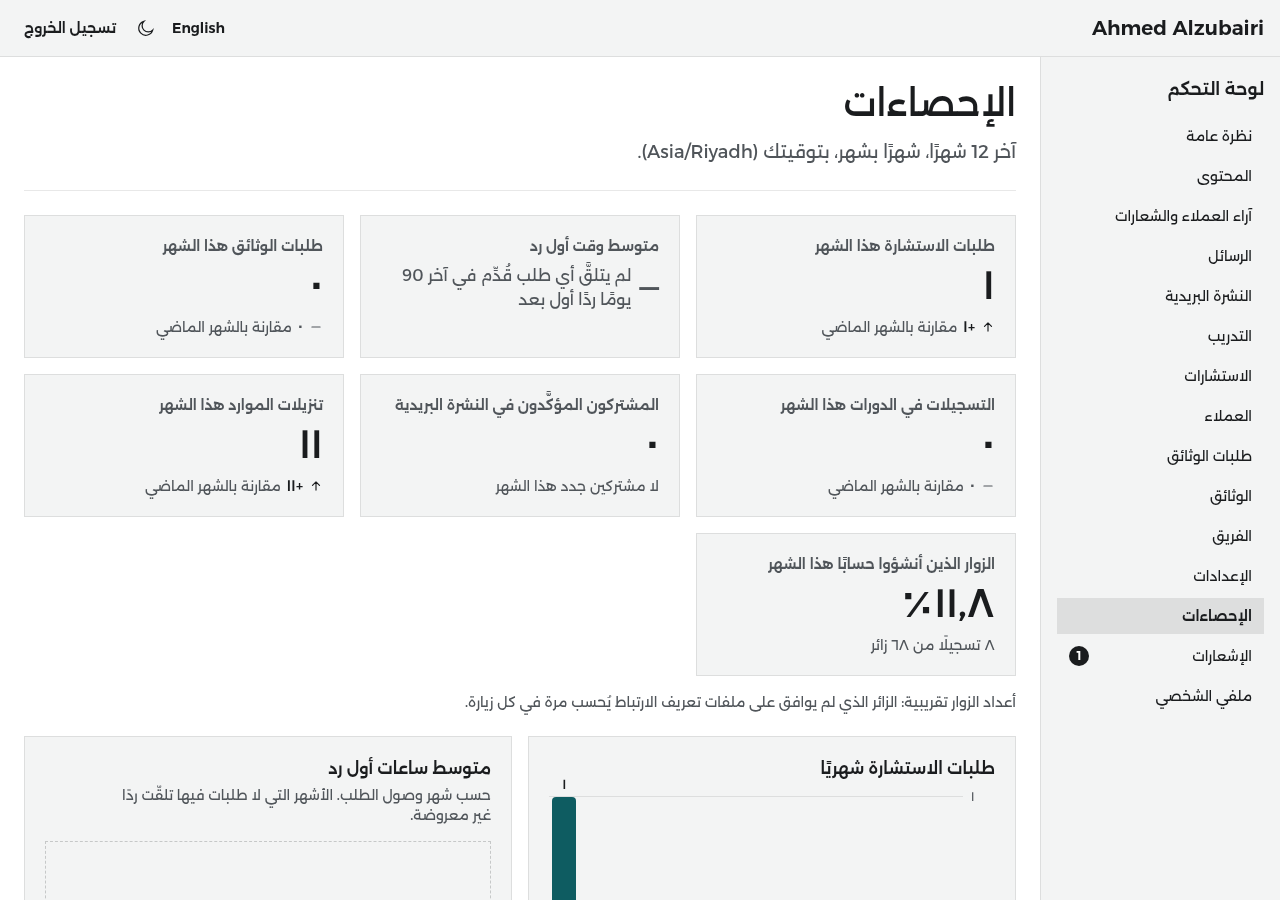 Ahmed Alzubairi
English
تسجيل الخروج
لوحة التحكم
نظرة عامة
المحتوى
آراء العملاء والشعارات
الرسائل
النشرة البريدية
التدريب
الاستشارات
العملاء
طلبات الوثائق
الوثائق
الفريق
الإعدادات
الإحصاءات
الإشعارات 1
ملفي الشخصي
الإحصاءات
آخر 12 شهرًا، شهرًا بشهر، بتوقيتك (Asia/Riyadh).
طلبات الاستشارة هذا الشهر
١
↑ +١ مقارنة بالشهر الماضي
متوسط وقت أول رد
— لم يتلقَّ أي طلب قُدِّم في آخر 90
يومًا ردًا أول بعد
طلبات الوثائق هذا الشهر
٠
— ٠ مقارنة بالشهر الماضي
التسجيلات في الدورات هذا الشهر
٠
— ٠ مقارنة بالشهر الماضي
المشتركون المؤكَّدون في النشرة البريدية
٠
لا مشتركين جدد هذا الشهر
تنزيلات الموارد هذا الشهر
١١
↑ +١١ مقارنة بالشهر الماضي
الزوار الذين أنشؤوا حسابًا هذا الشهر
١١,٨٪
٨ تسجيلًا من ٦٨ زائر
أعداد الزوار تقريبية: الزائر الذي لم يوافق على ملفات تعريف الارتباط يُحسب مرة في كل زيارة.
طلبات الاستشارة شهريًا
١
١
متوسط ساعات أول رد
حسب شهر وصول الطلب. الأشهر التي لا طلبات فيها تلقّت ردًا
غير معروضة.